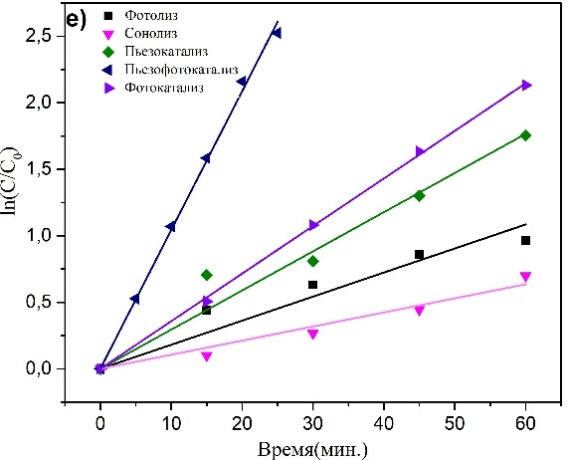 е)
Фотолиз
Сонолиз
Пьезокатализ
Пьезофотокатализ
Фотокатализ
ln(C/C₀)
2,5
2,0
1,5
1,0
0,5
0,0
0 10 20 30 40 50 60
Время(мин.)